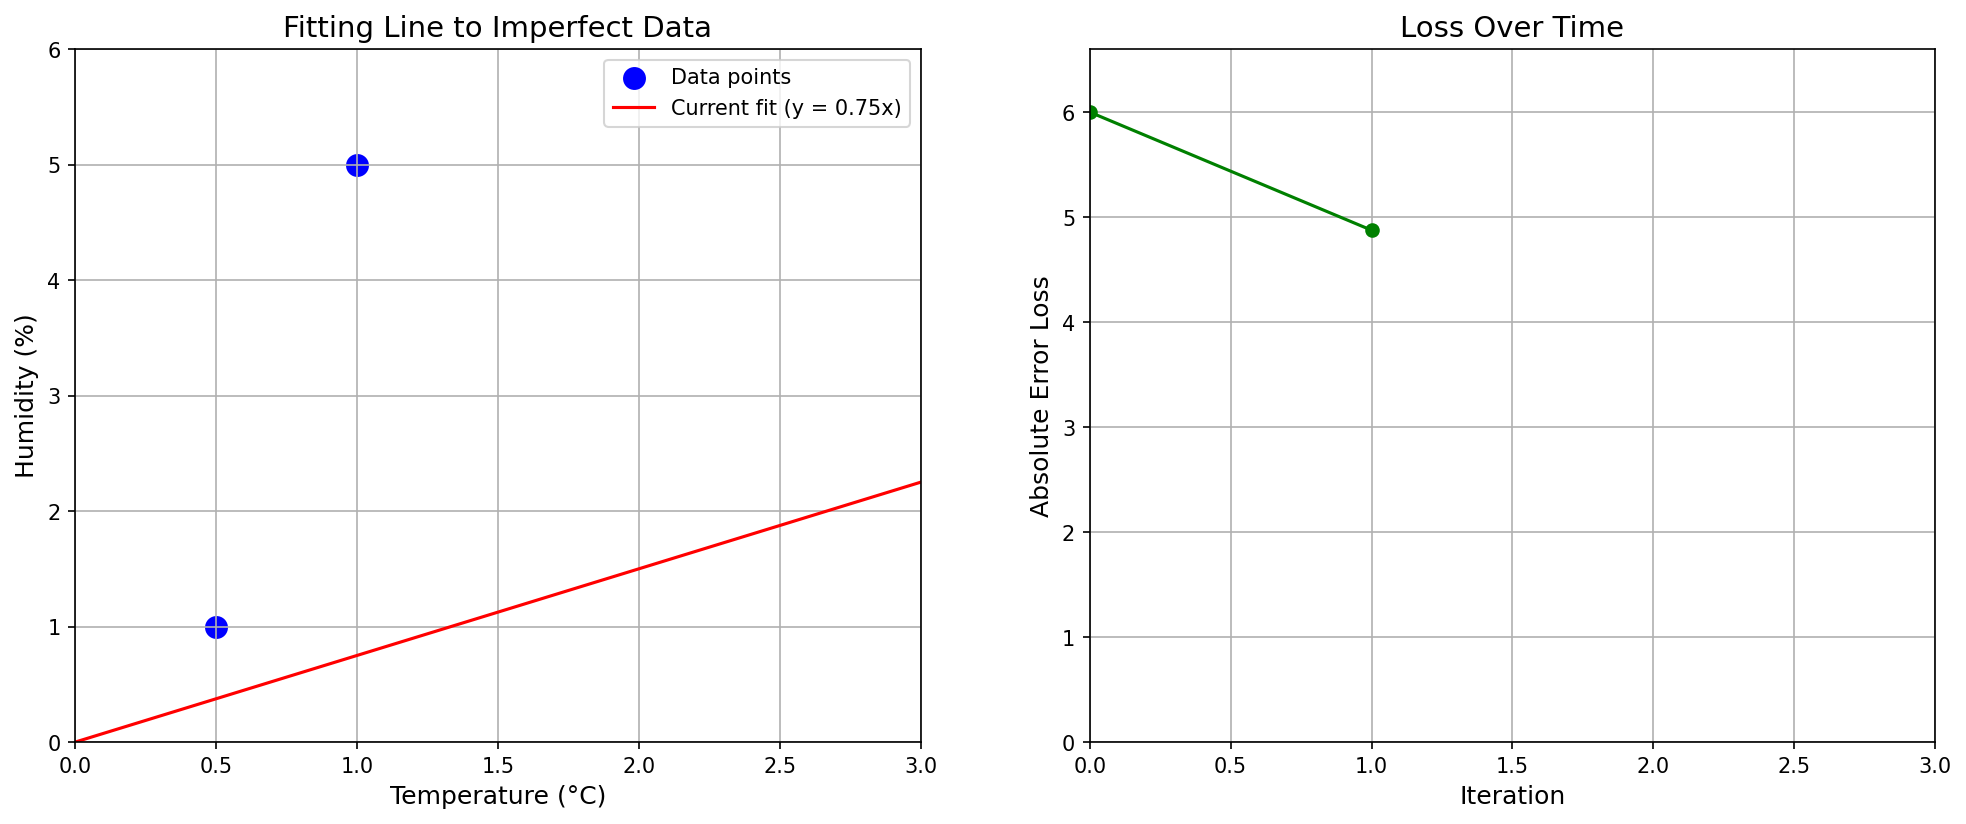 Fitting Line to Imperfect Data
6
5
4
3
2
1
0
Humidity (%)
Data points
Current fit (y = 0.75x)
0.0 0.5 1.0 1.5 2.0 2.5 3.0
Temperature (°C)
Loss Over Time
6
5
4
3
2
1
0
Absolute Error Loss
0.0 0.5 1.0 1.5 2.0 2.5 3.0
Iteration